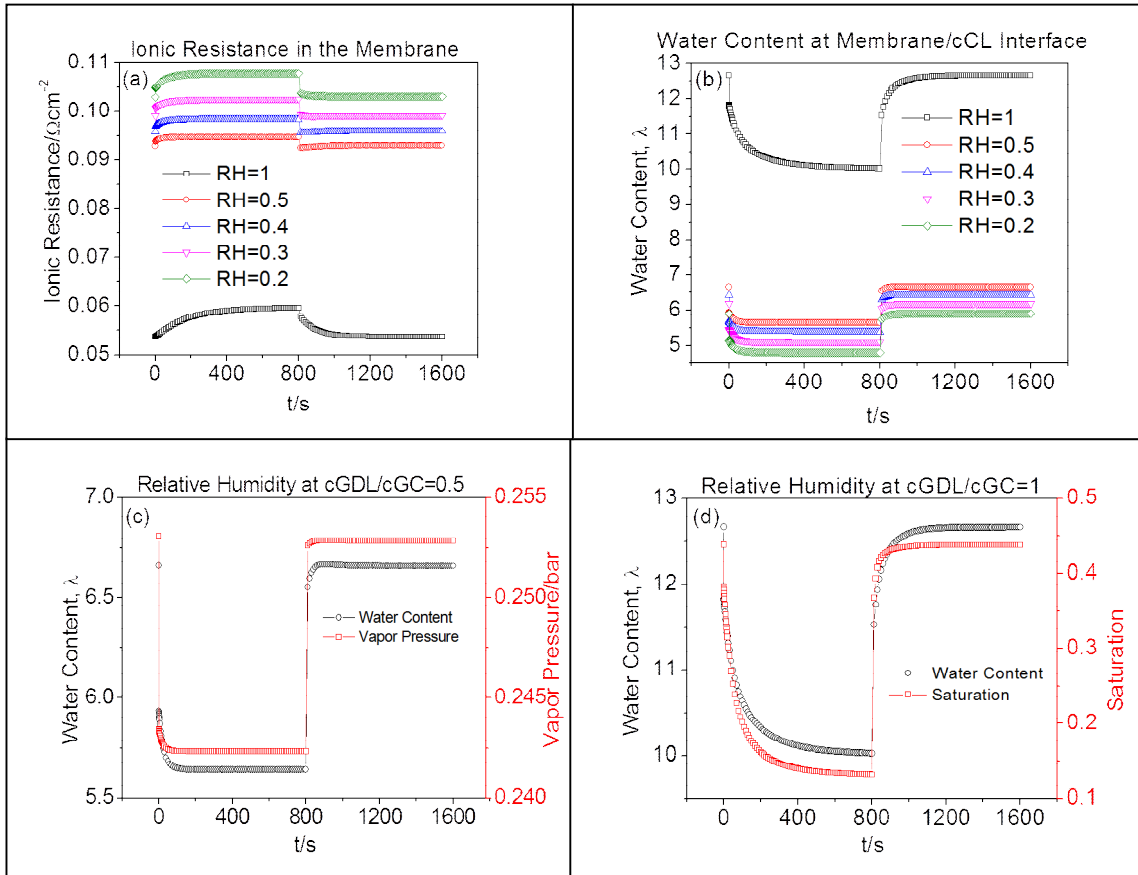 Ionic Resistance in the Membrane
(a)
0.11
0.10
0.09
0.08
0.07
0.06
0.05
Ionic Resistance/Ωcm⁻²
RH=1
RH=0.5
RH=0.4
RH=0.3
RH=0.2
0 400 800 1200 1600
t/s
Water Content at Membrane/cCL Interface
(b)
13
12
11
10
9
8
7
6
5
Water Content, λ
RH=1
RH=0.5
RH=0.4
RH=0.3
RH=0.2
0 400 800 1200 1600
t/s
Relative Humidity at cGDL/cGC=0.5
(c)
7.0
6.5
6.0
5.5
Water Content, λ
Water Content
Vapor Pressure
0.255
0.250
0.245
0.240
Vapor Pressure/bar
0 400 800 1200 1600
t/s
Relative Humidity at cGDL/cGC=1
(d)
13
12
11
10
Water Content, λ
Water Content
Saturation
0.5
0.4
0.3
0.2
0.1
Saturation
0 400 800 1200 1600
t/s